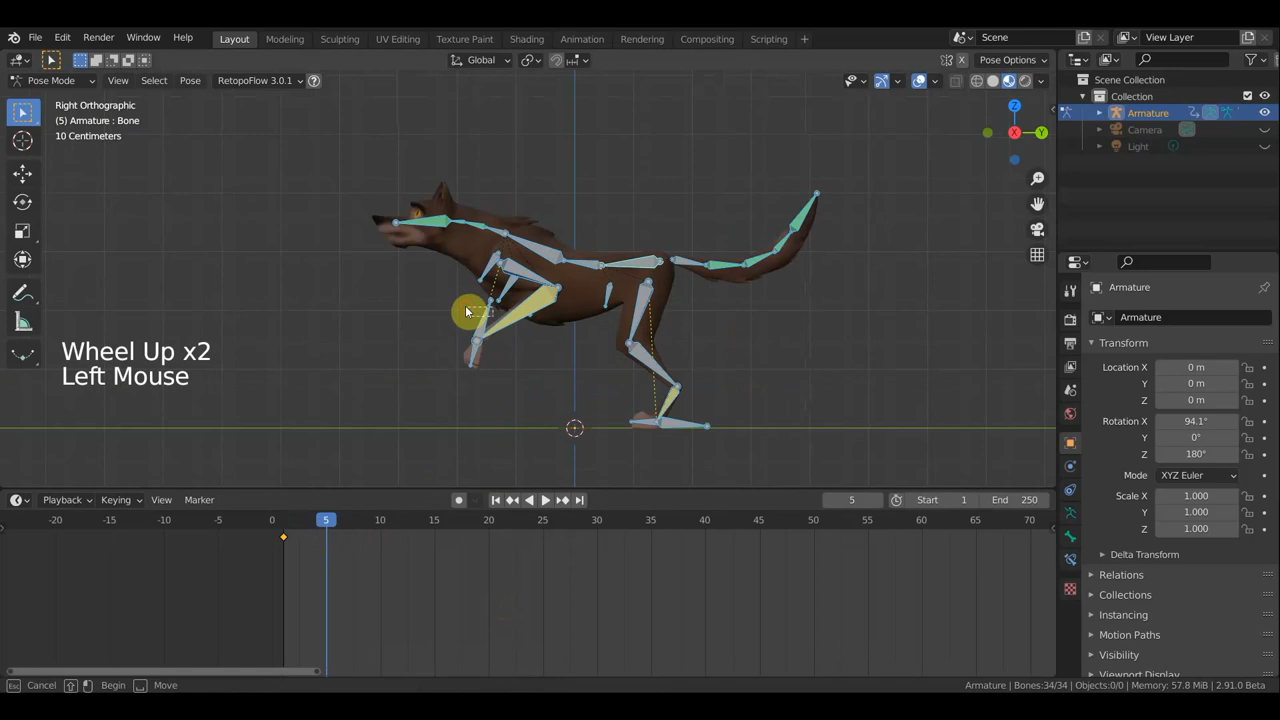 File Edit Render Window Help Layout Modeling Sculpting UV Editing Texture Paint Shading Animation Rendering Compositing Scripting + Scene View Layer
Global Pose Options
Pose Mode View Select Pose RetopoFlow 3.0.1 X
Right Orthographic
(5) Armature : Bone
10 Centimeters
Z
X
Y
Wheel Up x2
Left Mouse
Scene Collection
Collection
Armature
Camera
Light
Armature
Armature
Transform
Location X 0 m
Y 0 m
Z 0 m
Rotation X 94.1°
Y 0°
Z 180°
Mode XYZ Euler
Scale X 1.000
Y 1.000
Z 1.000
Delta Transform
Relations
Collections
Instancing
Motion Paths
Visibility
Viewport Display
Playback Keying View Marker 5 Start 1 End 250
-20 -15 -10 0 5 10 15 20 25 30 35 40 45 50 55 60 65 70
Esc Cancel Begin Move Armature | Bones:34/34 | Objects:0/0 | Memory: 57.8 MiB | 2.91.0 Beta